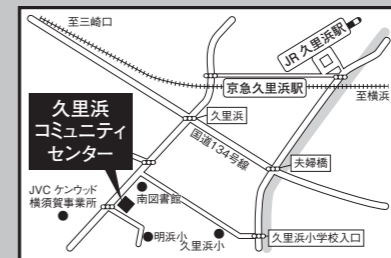 至三崎口
JR 久里浜駅
京急久里浜駅
至横浜
久里浜
久里浜
コミュニティ
センター
国道134号線
夫婦橋
南図書館
JVC ケンウッド
横須賀事業所
明浜小
久里浜小
久里浜小学校入口